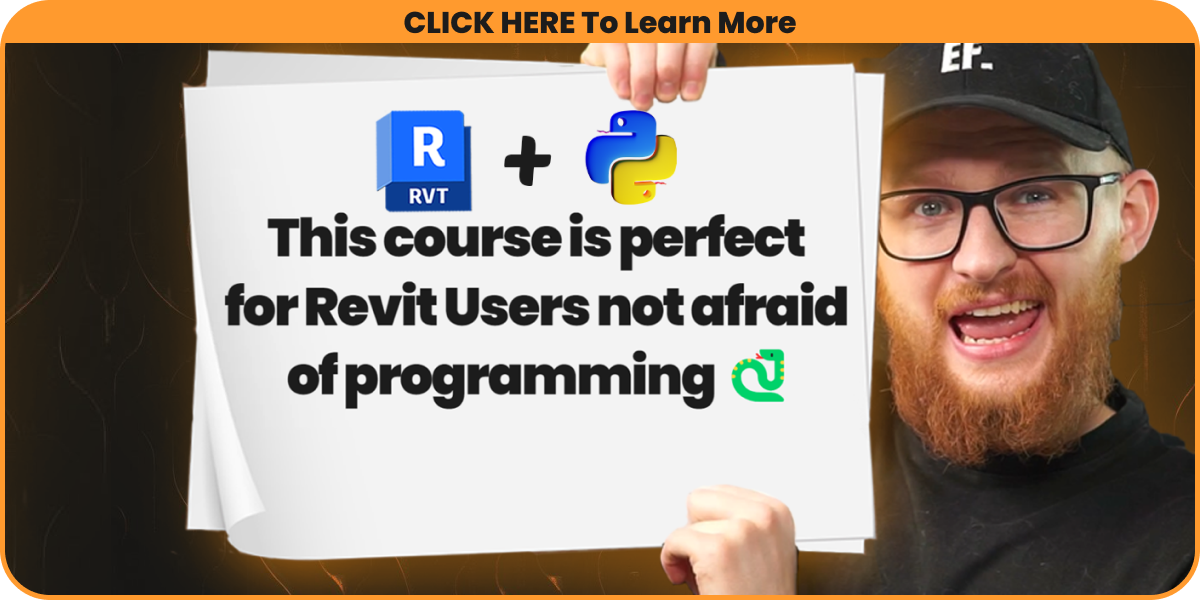 CLICK HERE To Learn More
EF.
R
RVT
+
This course is perfect
for Revit Users not afraid
of programming